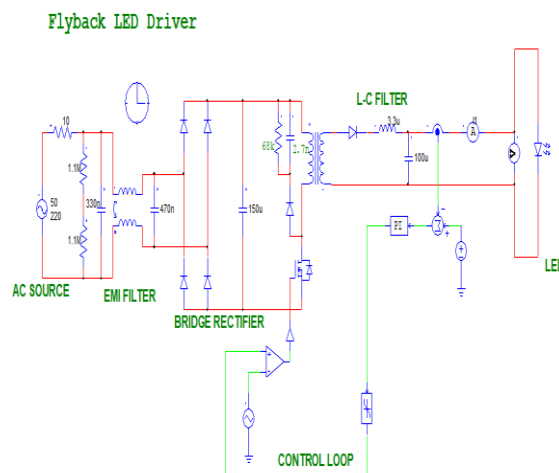 Flyback LED Driver
L-C FILTER
10
3.3u
A
1.1M
68k
2.7n
100u
V
50
220
330n
470n
150u
1.1M
PI
AC SOURCE
EMI FILTER
BRIDGE RECTIFIER
LE
CONTROL LOOP